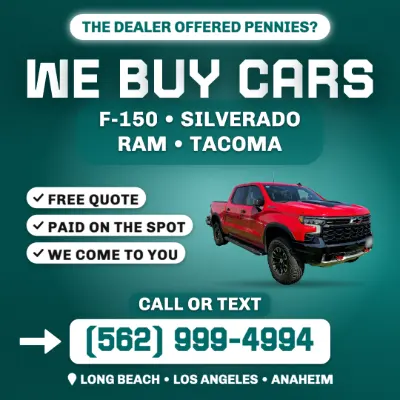 THE DEALER OFFERED PENNIES?
WE BUY CARS
F-150 • SILVERADO
RAM • TACOMA
FREE QUOTE
PAID ON THE SPOT
WE COME TO YOU
CALL OR TEXT
(562) 999-4994
LONG BEACH • LOS ANGELES • ANAHEIM